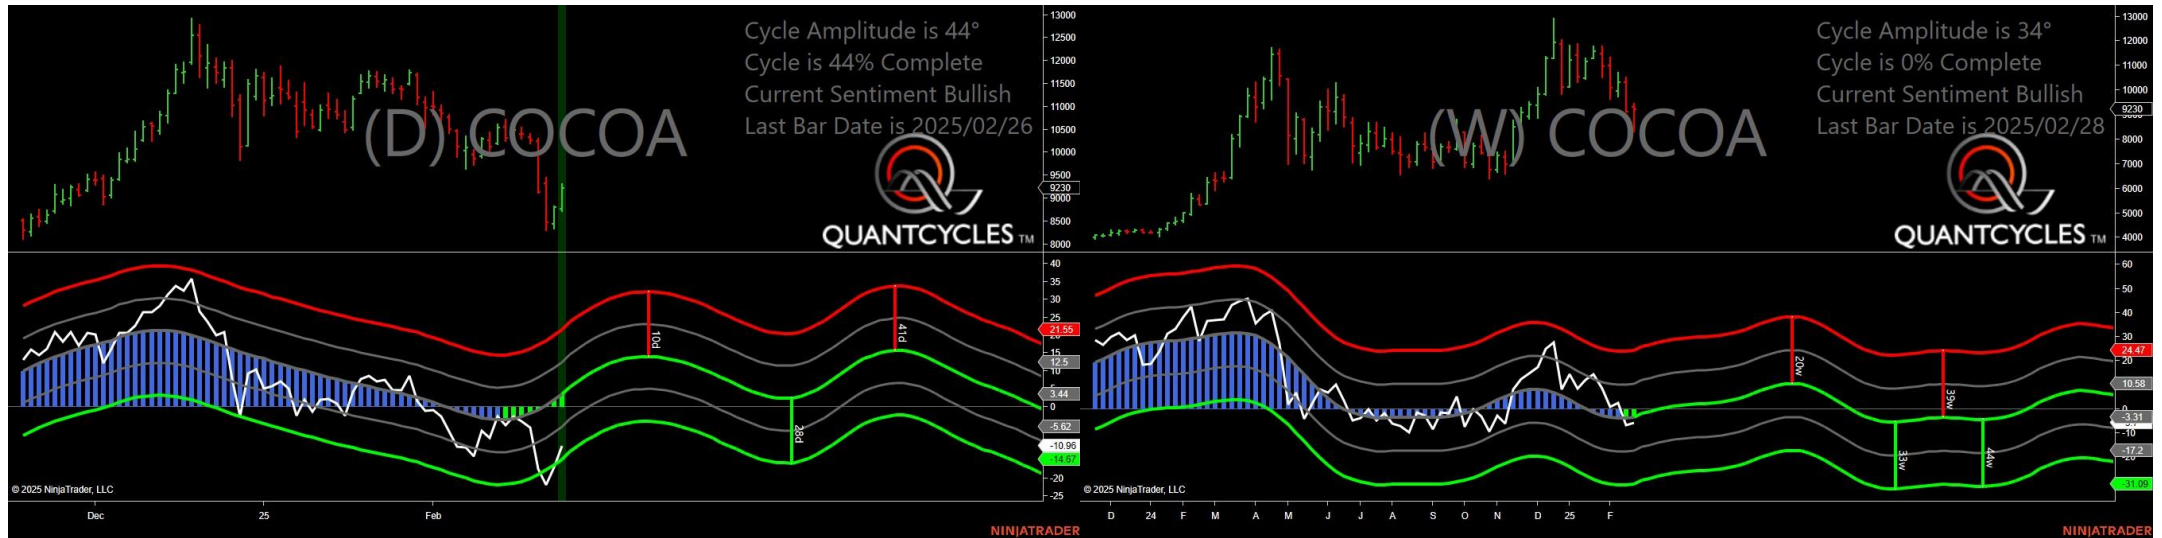 Cycle Amplitude is 44°
Cycle is 44% Complete
Current Sentiment Bullish
Last Bar Date is 2025/02/26
(D) COCOA
QUANTCYCLES TM
13000
12500
12000
11500
11000
10500
10000
9500
9230
9000
8500
8000
40
35
30
25
21.55
20
15
12.5
10
5
3.44
0
-5.62
-10.96
-14.67
-20
-25
10d
28d
41d
© 2025 NinjaTrader, LLC
Dec
25
Feb
NINJATRADER
Cycle Amplitude is 34°
Cycle is 0% Complete
Current Sentiment Bullish
Last Bar Date is 2025/02/28
(W) COCOA
QUANTCYCLES TM
13000
12000
11000
10000
9230
8000
7000
6000
5000
4000
60
50
40
30
24.47
20
10.58
0
-3.31
-10
-17.2
-31.09
20w
33w
39w
44w
© 2025 NinjaTrader, LLC
D
24
F
M
A
M
J
J
A
S
O
N
D
25
F
NINJATRADER